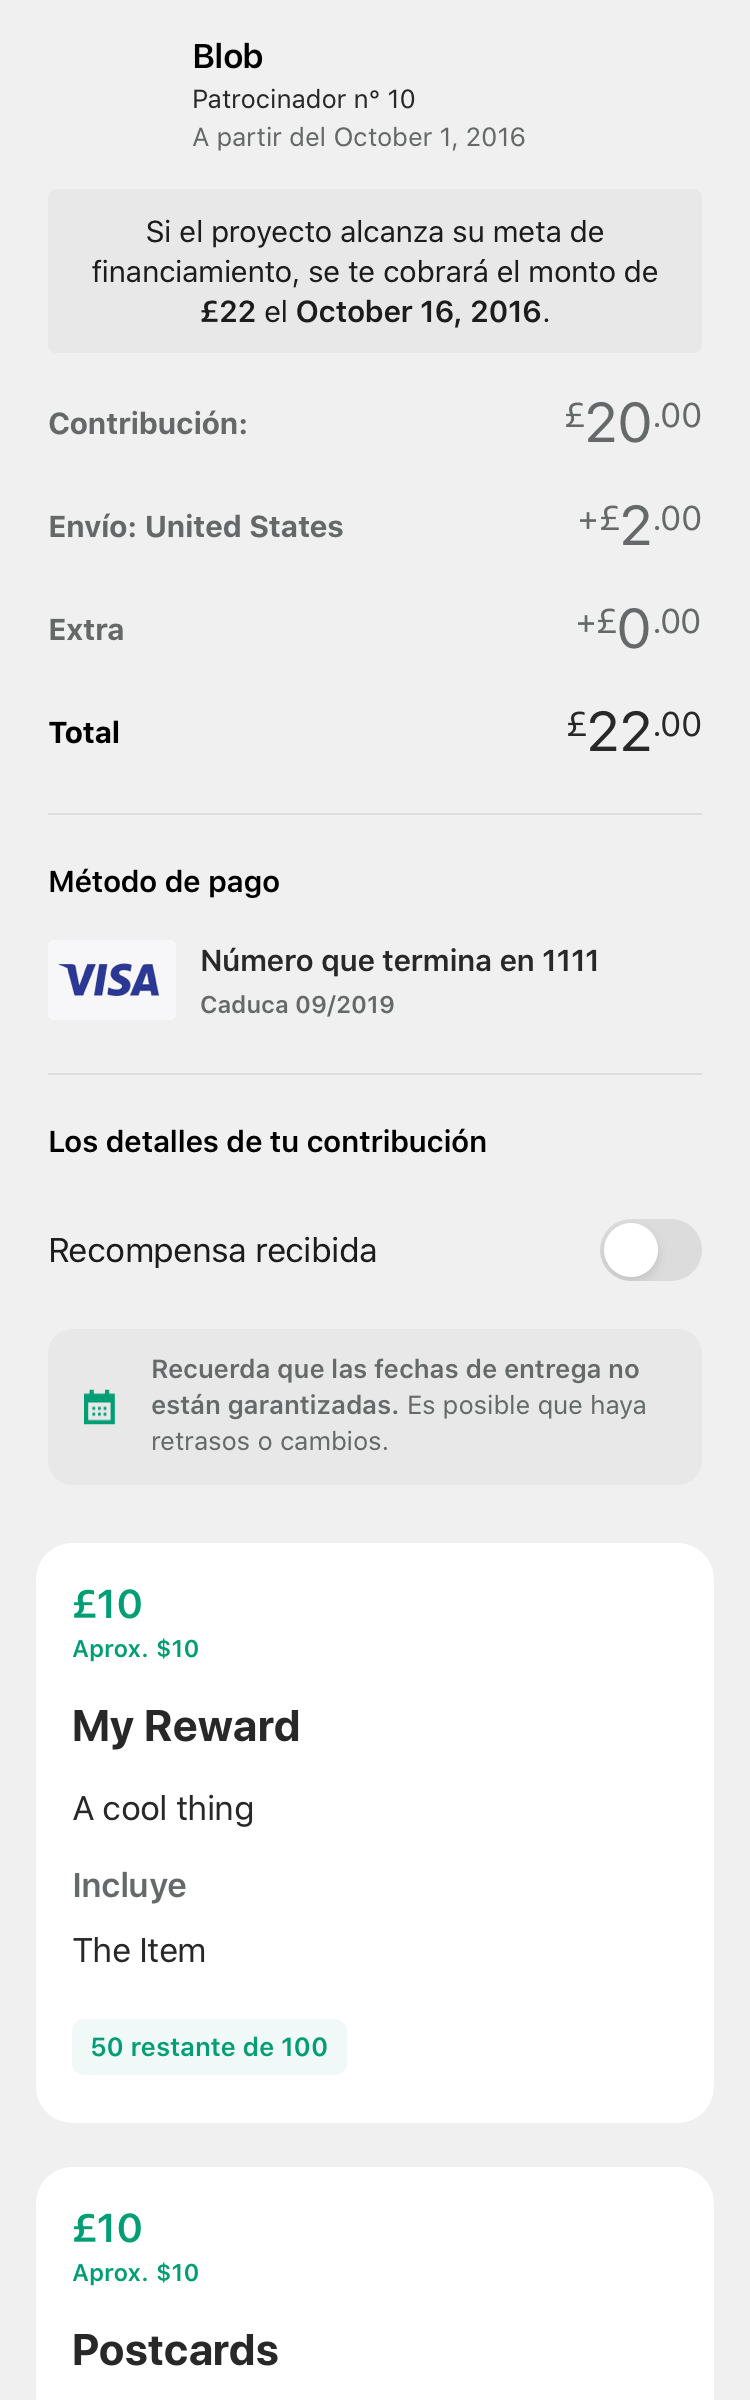 Blob
Patrocinador n° 10
A partir del October 1, 2016
Si el proyecto alcanza su meta de
financiamiento, se te cobrará el monto de
£22 el October 16, 2016.
Contribución: £20.00
Envío: United States +£2.00
Extra +£0.00
Total £22.00
Método de pago
VISA
Número que termina en 1111
Caduca 09/2019
Los detalles de tu contribución
Recompensa recibida
Recuerda que las fechas de entrega no
están garantizadas. Es posible que haya
retrasos o cambios.
£10
Aprox. $10
My Reward
A cool thing
Incluye
The Item
50 restante de 100
£10
Aprox. $10
Postcards